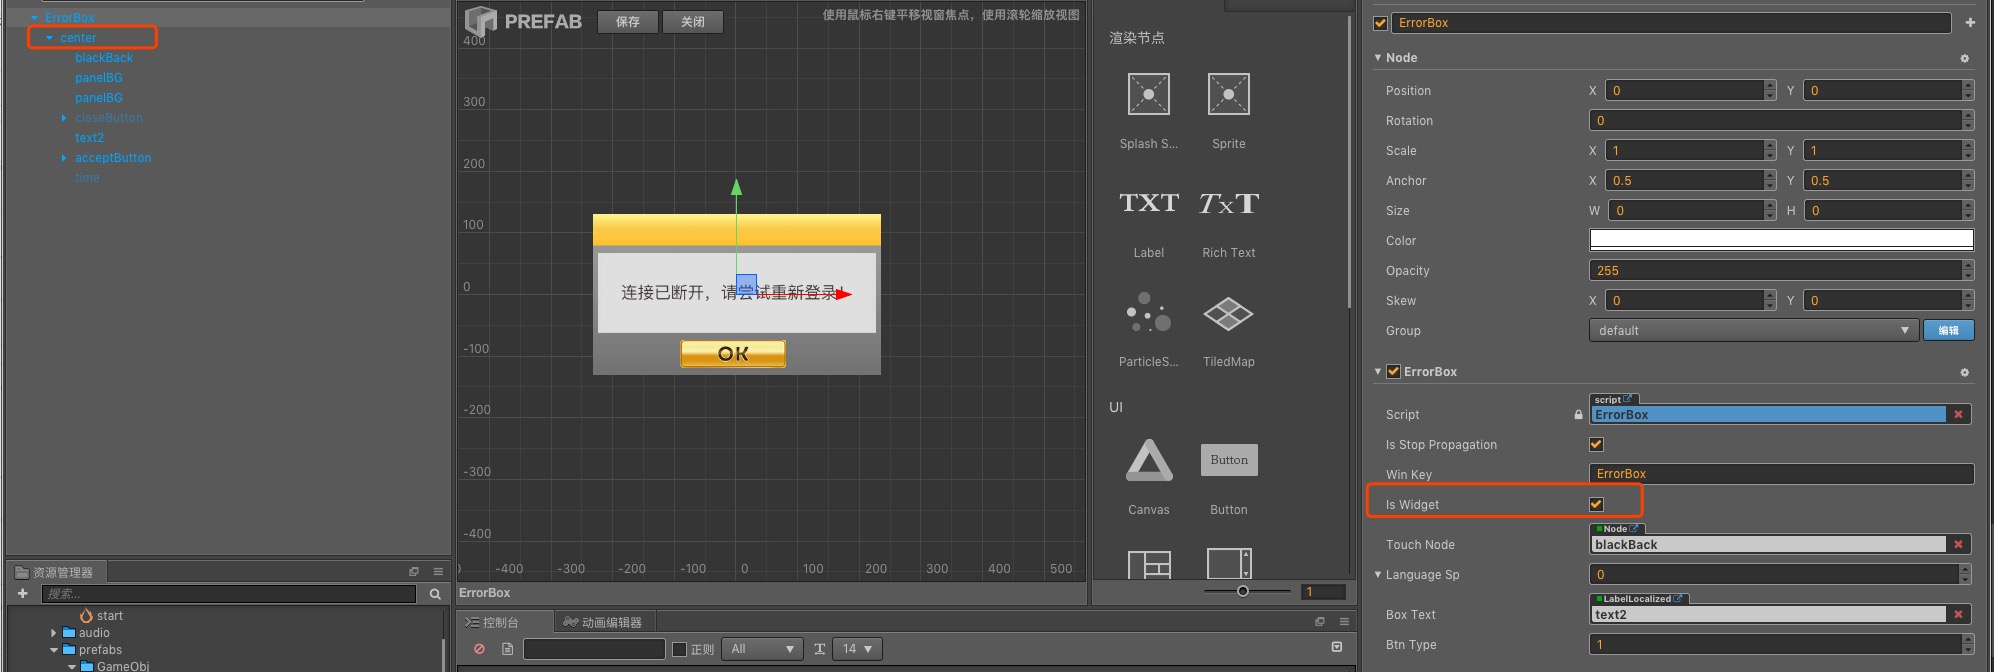 ErrorBox
center
blackBack
panelBG
panelBG
closeButton
text2
acceptButton
time
资源管理器
搜索...
start
audio
prefabs
GameObj
PREFAB
保存
关闭
使用鼠标右键平移视窗焦点，使用滚轮缩放视图
400
300
200
100
0
-100
-200
-300
-400
-400
-300
-200
-100
0
100
200
300
400
500
连接已断开，请尝试重新登录!
OK
ErrorBox
控制台
动画编辑器
正则
All
14
渲染节点
Splash S...
Sprite
TXT
TxT
Label
Rich Text
ParticleS...
TiledMap
UI
Button
Canvas
Button
1
ErrorBox
Node
Position X 0 Y 0
Rotation 0
Scale X 1 Y 1
Anchor X 0.5 Y 0.5
Size W 0 H 0
Color
Opacity 255
Skew X 0 Y 0
Group default 编辑
ErrorBox
script
Script ErrorBox
Is Stop Propagation
Win Key ErrorBox
Is Widget
Node
Touch Node blackBack
Language Sp 0
LabelLocalized
Box Text text2
Btn Type 1